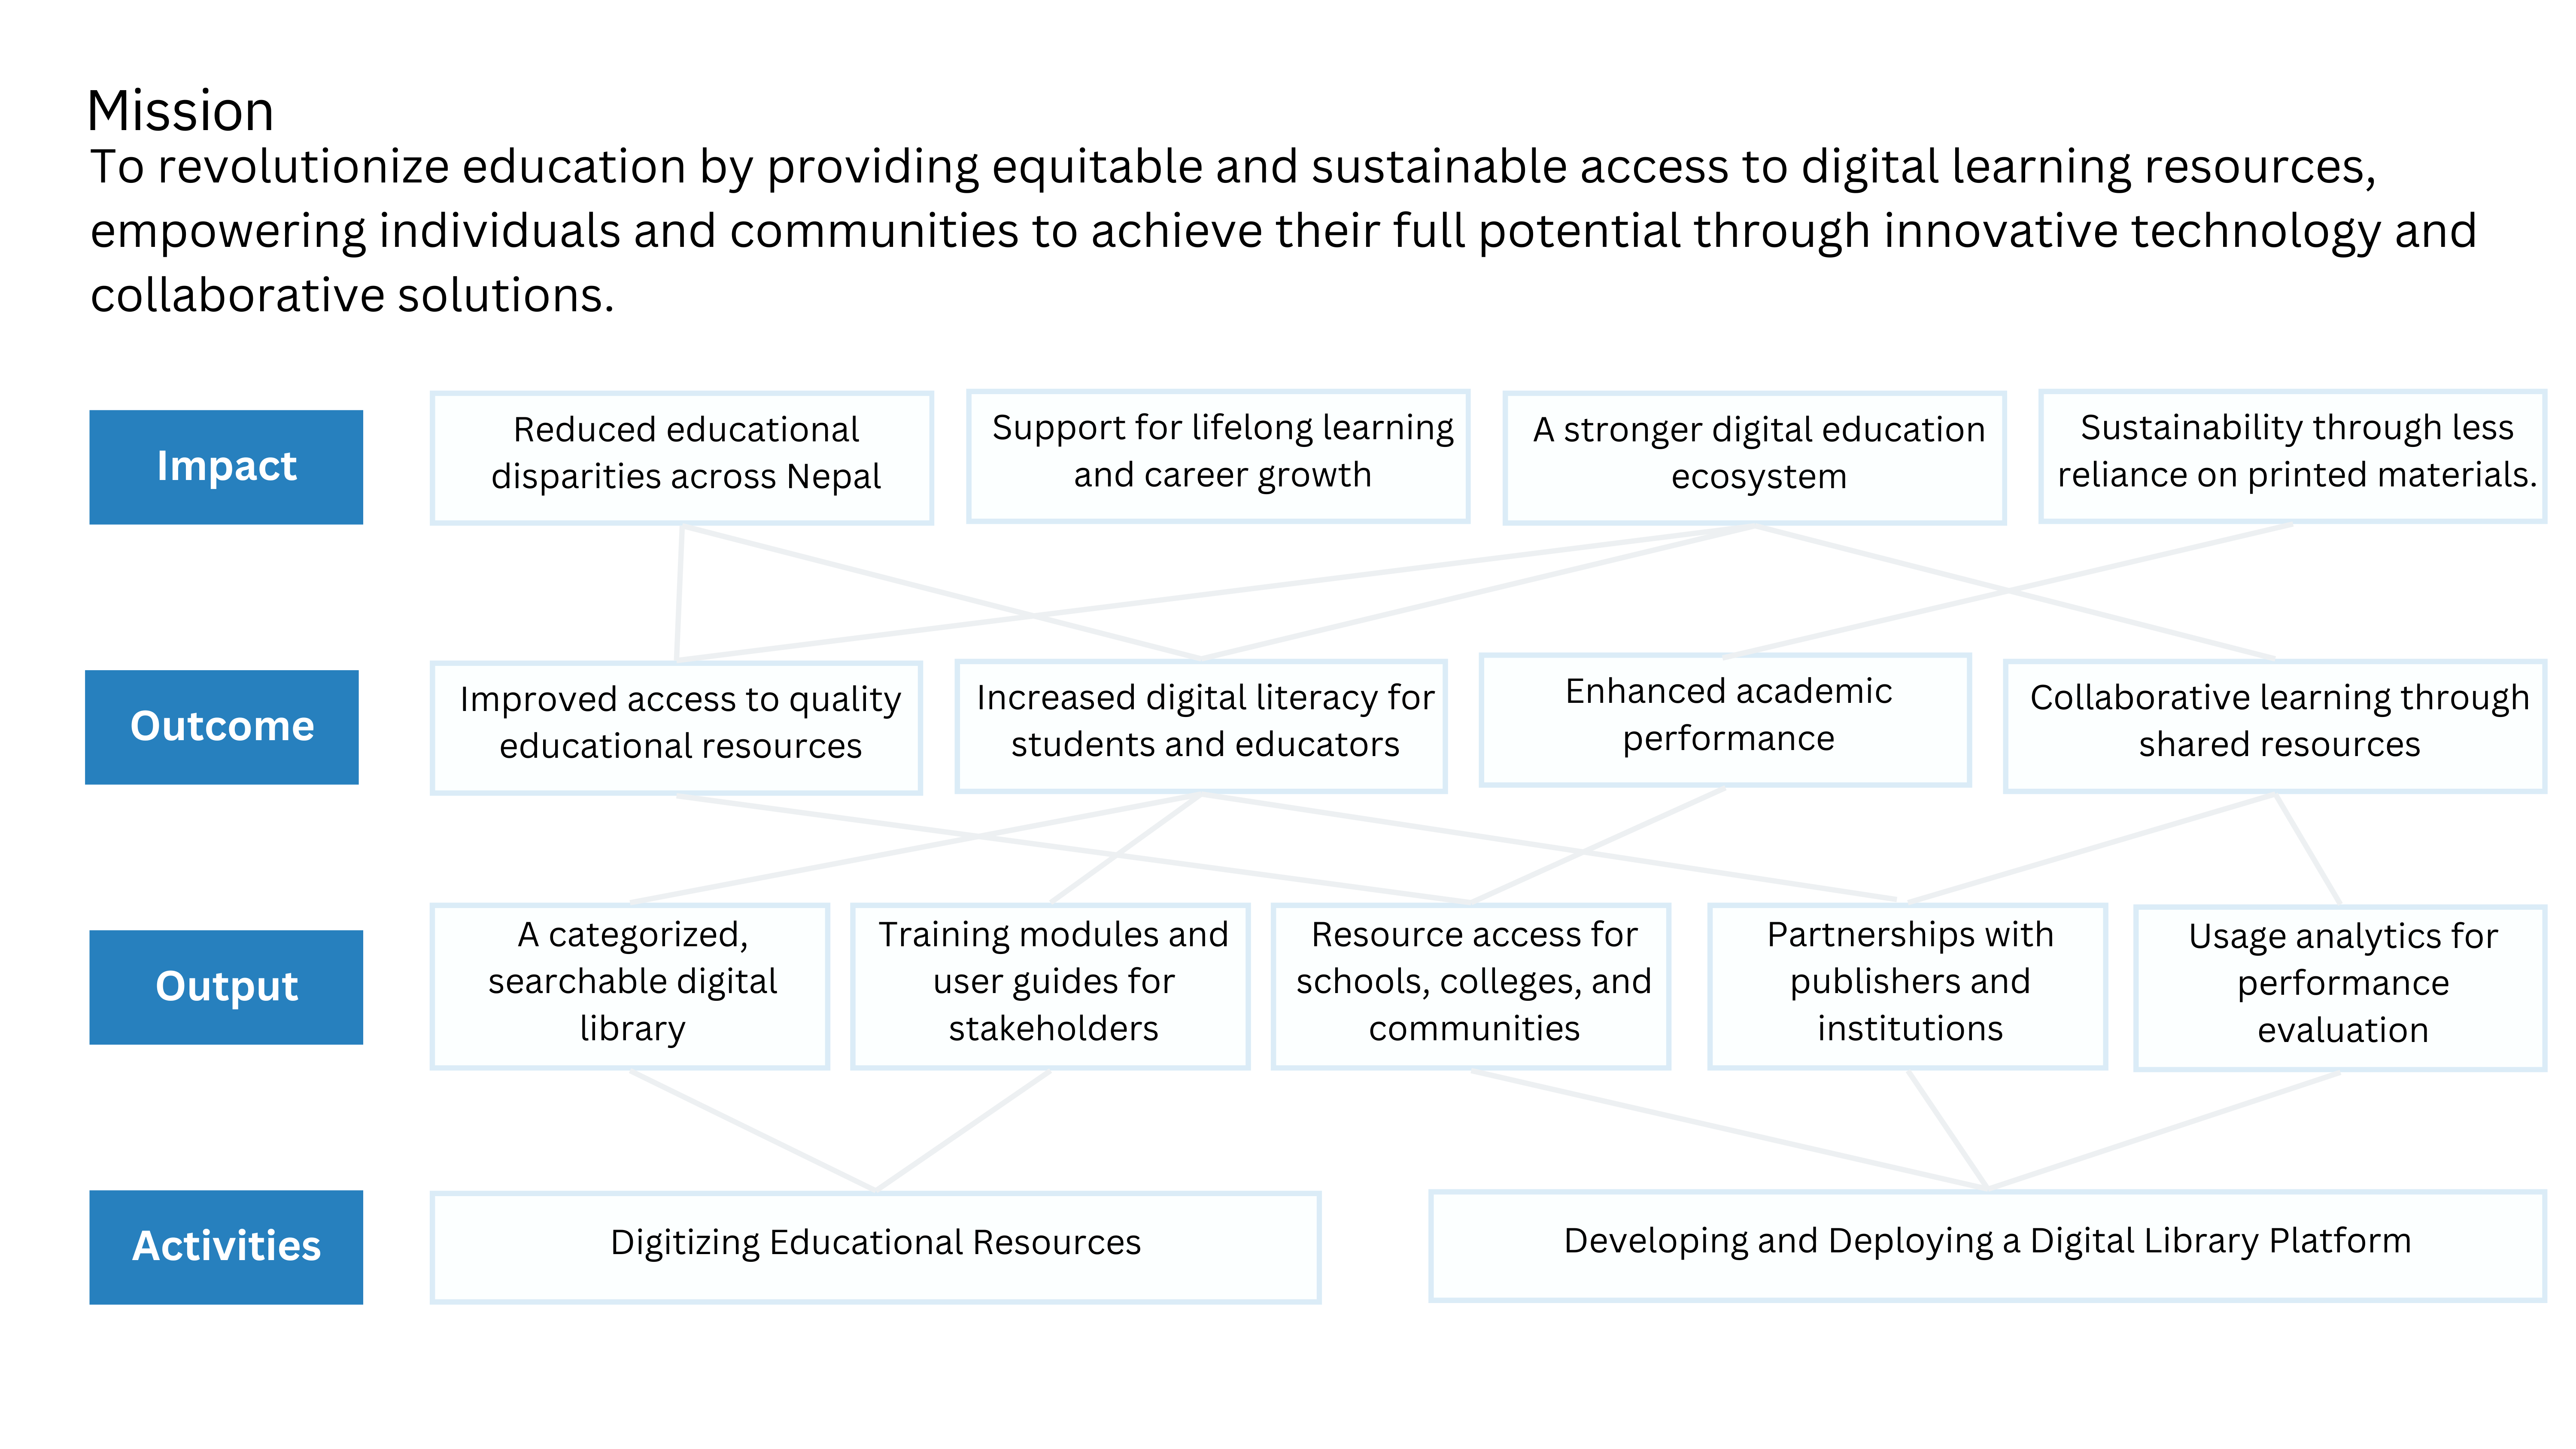 Mission
To revolutionize education by providing equitable and sustainable access to digital learning resources,
empowering individuals and communities to achieve their full potential through innovative technology and
collaborative solutions.
Impact
Reduced educational
disparities across Nepal
Support for lifelong learning
and career growth
A stronger digital education
ecosystem
Sustainability through less
reliance on printed materials.
Outcome
Improved access to quality
educational resources
Increased digital literacy for
students and educators
Enhanced academic
performance
Collaborative learning through
shared resources
Output
A categorized,
searchable digital
library
Training modules and
user guides for
stakeholders
Resource access for
schools, colleges, and
communities
Partnerships with
publishers and
institutions
Usage analytics for
performance
evaluation
Activities
Digitizing Educational Resources
Developing and Deploying a Digital Library Platform